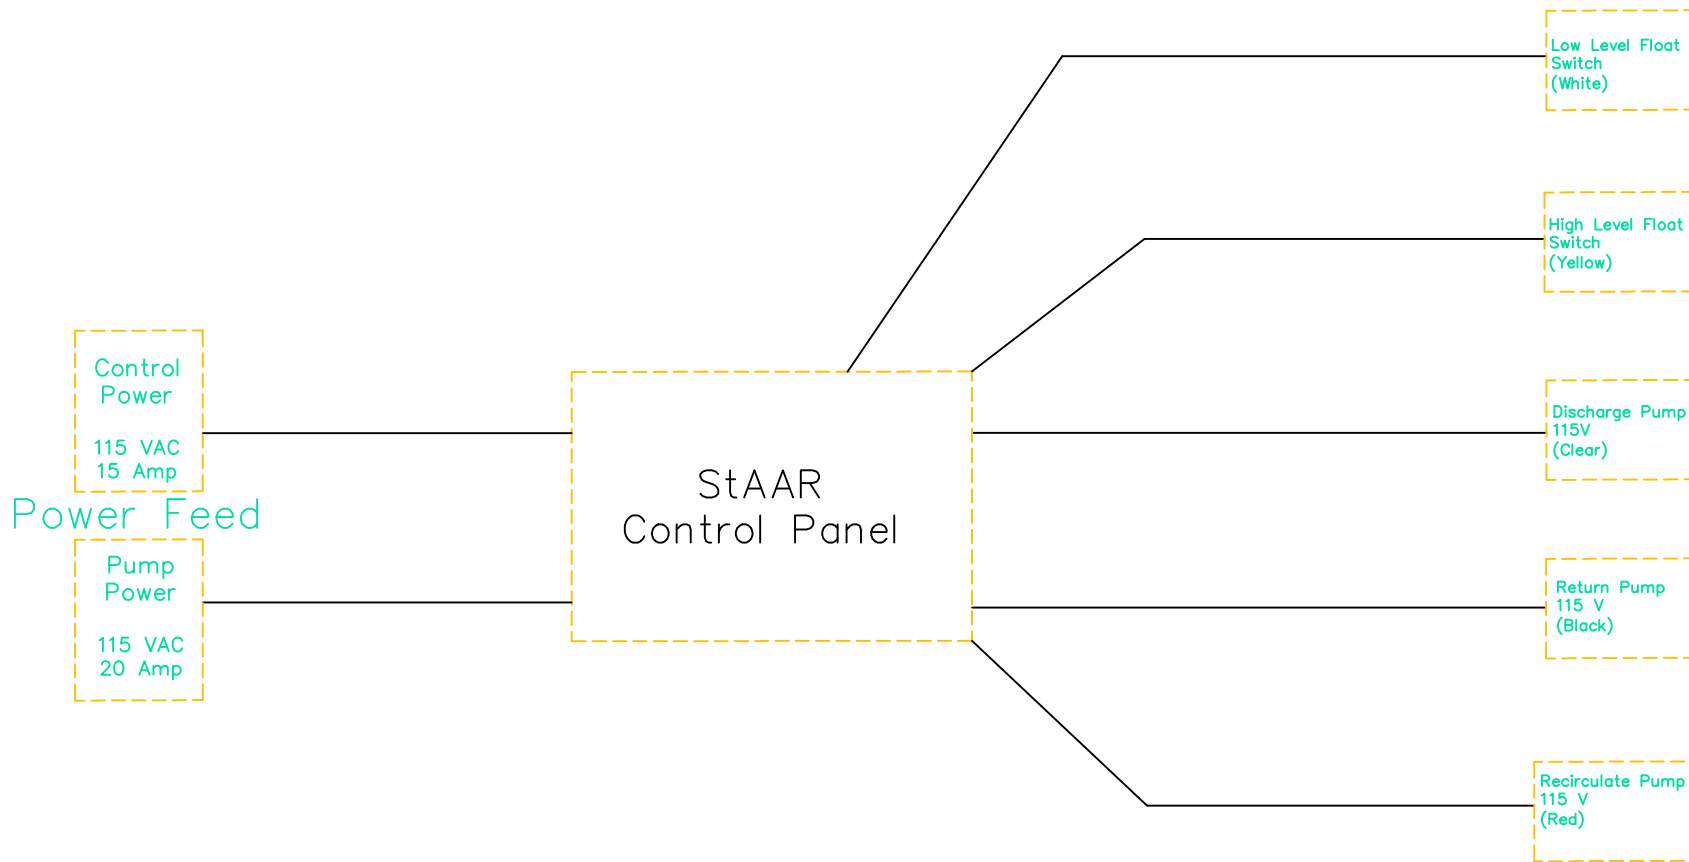 Low Level Float
Switch
(White)
High Level Float
Switch
(Yellow)
Control
Power
115 VAC
15 Amp
Power Feed
Pump
Power
115 VAC
20 Amp
StAAR
Control Panel
Discharge Pump
115V
(Clear)
Return Pump
115 V
(Black)
Recirculate Pump
115 V
(Red)